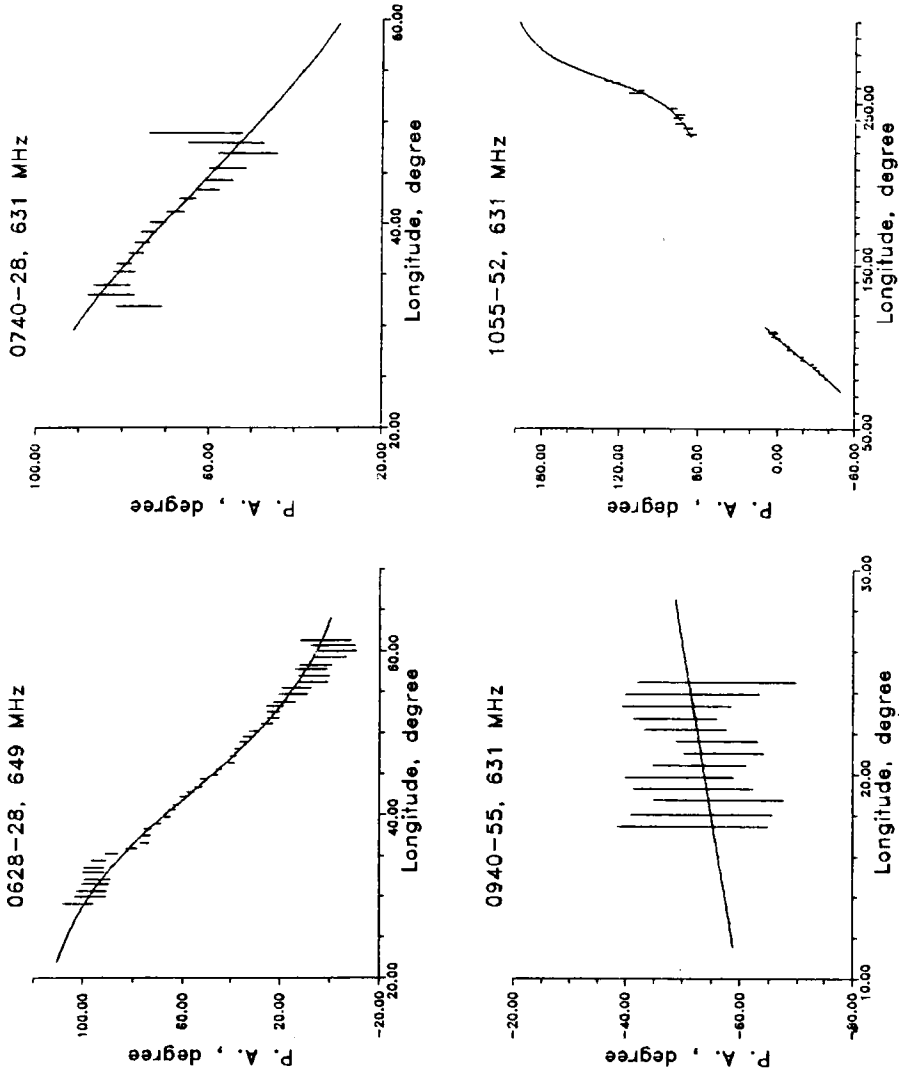 0628-28, 649 MHz
P. A. , degree
100.00
60.00
20.00
-20.00
20.00
40.00
60.00
Longitude, degree
0740-28, 631 MHz
P. A. , degree
100.00
60.00
20.00
20.00
40.00
60.00
Longitude, degree
0940-55, 631 MHz
P. A. , degree
-20.00
-40.00
-60.00
-80.00
10.00
20.00
30.00
Longitude, degree
1055-52, 631 MHz
P. A. , degree
180.00
120.00
60.00
0.00
-60.00
50.00
150.00
250.00
Longitude, degree